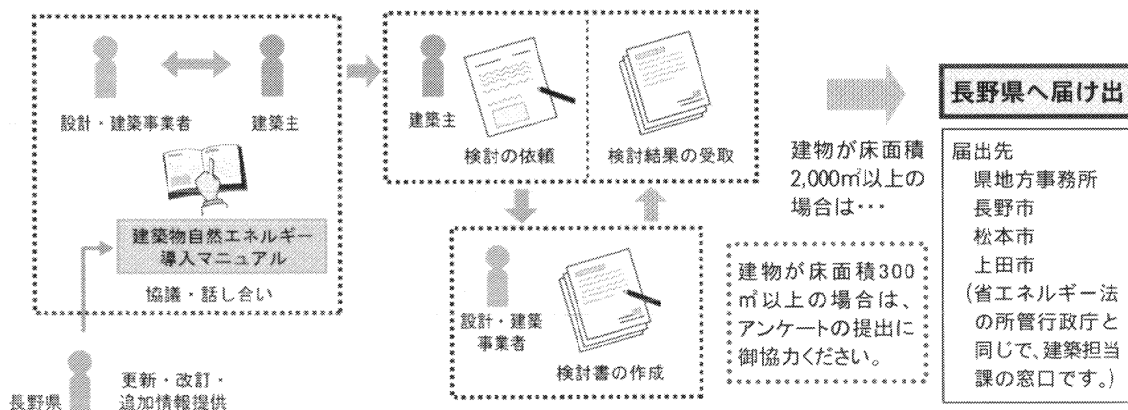 設計・建築事業者
建築主
建築物自然エネルギー
導入マニュアル
協議・話し合い
長野県
更新・改訂・
追加情報提供
建築主
検討の依頼
検討結果の受取
設計・建築
事業者
検討書の作成
建物が床面積
2,000㎡以上の
場合は…
建物が床面積300
㎡以上の場合は、
アンケートの提出に
御協力ください。
長野県へ届け出
届出先
県地方事務所
長野市
松本市
上田市
(省エネルギー法
の所管行政庁と
同じで、建築担当
課の窓口です。)